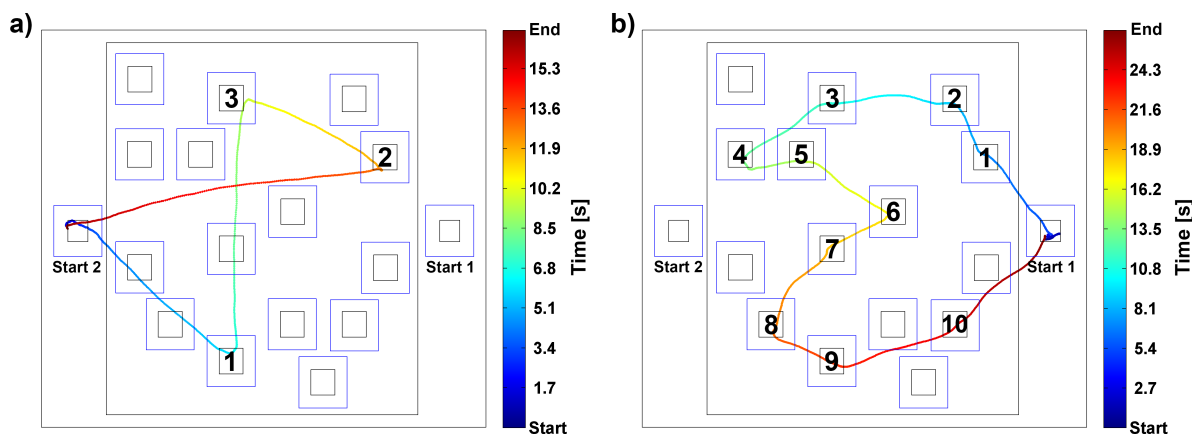 a)
3
2
1
Start 2
Start 1
End
15.3
13.6
11.9
10.2
8.5
6.8
5.1
3.4
1.7
Start
Time [s]
b)
3
2
4
5
1
6
7
8
10
9
Start 2
Start 1
End
24.3
21.6
18.9
16.2
13.5
10.8
8.1
5.4
2.7
Start
Time [s]